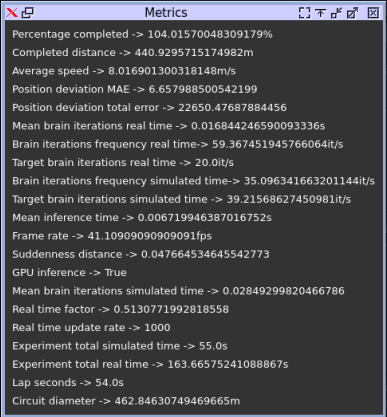 Metrics
Percentage completed -> 104.01570048309179%
Completed distance -> 440.9295715174982m
Average speed -> 8.016901300318148m/s
Position deviation MAE -> 6.657988500542199
Position deviation total error -> 22650.47687884456
Mean brain iterations real time -> 0.016844246590093336s
Brain iterations frequency real time-> 59.367451945766064it/s
Target brain iterations real time -> 20.0it/s
Brain iterations frequency simulated time-> 35.096341663201144it/s
Target brain iterations simulated time -> 39.21568627450981it/s
Mean inference time -> 0.006719946387016752s
Frame rate -> 41.10909090909091fps
Suddenness distance -> 0.047664534645542773
GPU inference -> True
Mean brain iterations simulated time -> 0.02849299820466786
Real time factor -> 0.5130771992818558
Real time update rate -> 1000
Experiment total simulated time -> 55.0s
Experiment total real time -> 163.66575241088867s
Lap seconds -> 54.0s
Circuit diameter -> 462.84630749469665m